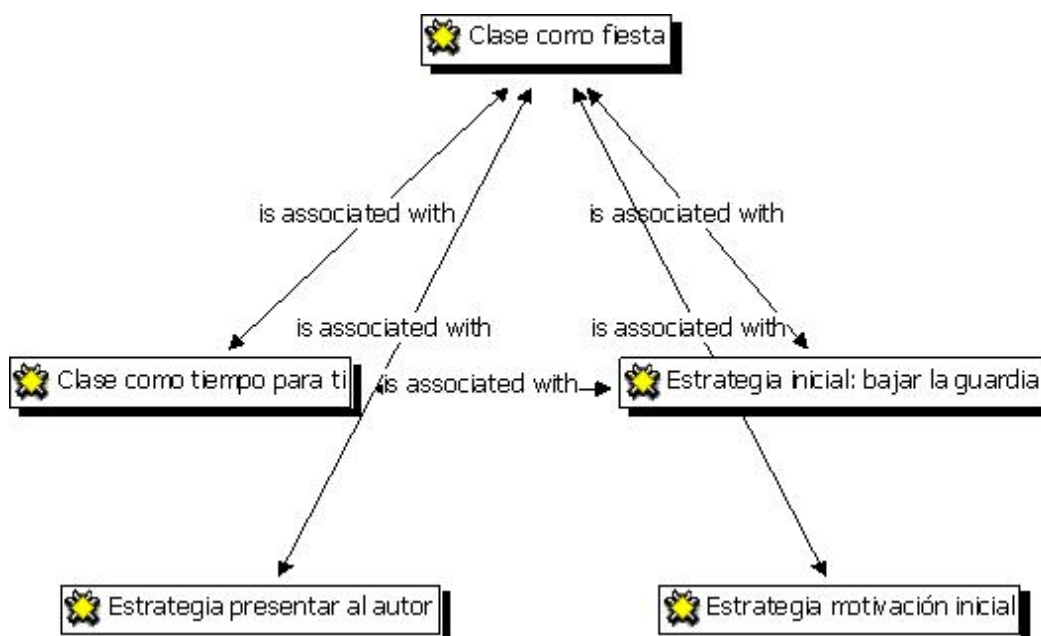 Clase como fiesta
is associated with
is associated with
is associated with
is associated with
Clase como tiempo para ti
is associated with
Estrategia inicial: bajar la guardia
Estrategia presentar al autor
Estrategia motivación inicial